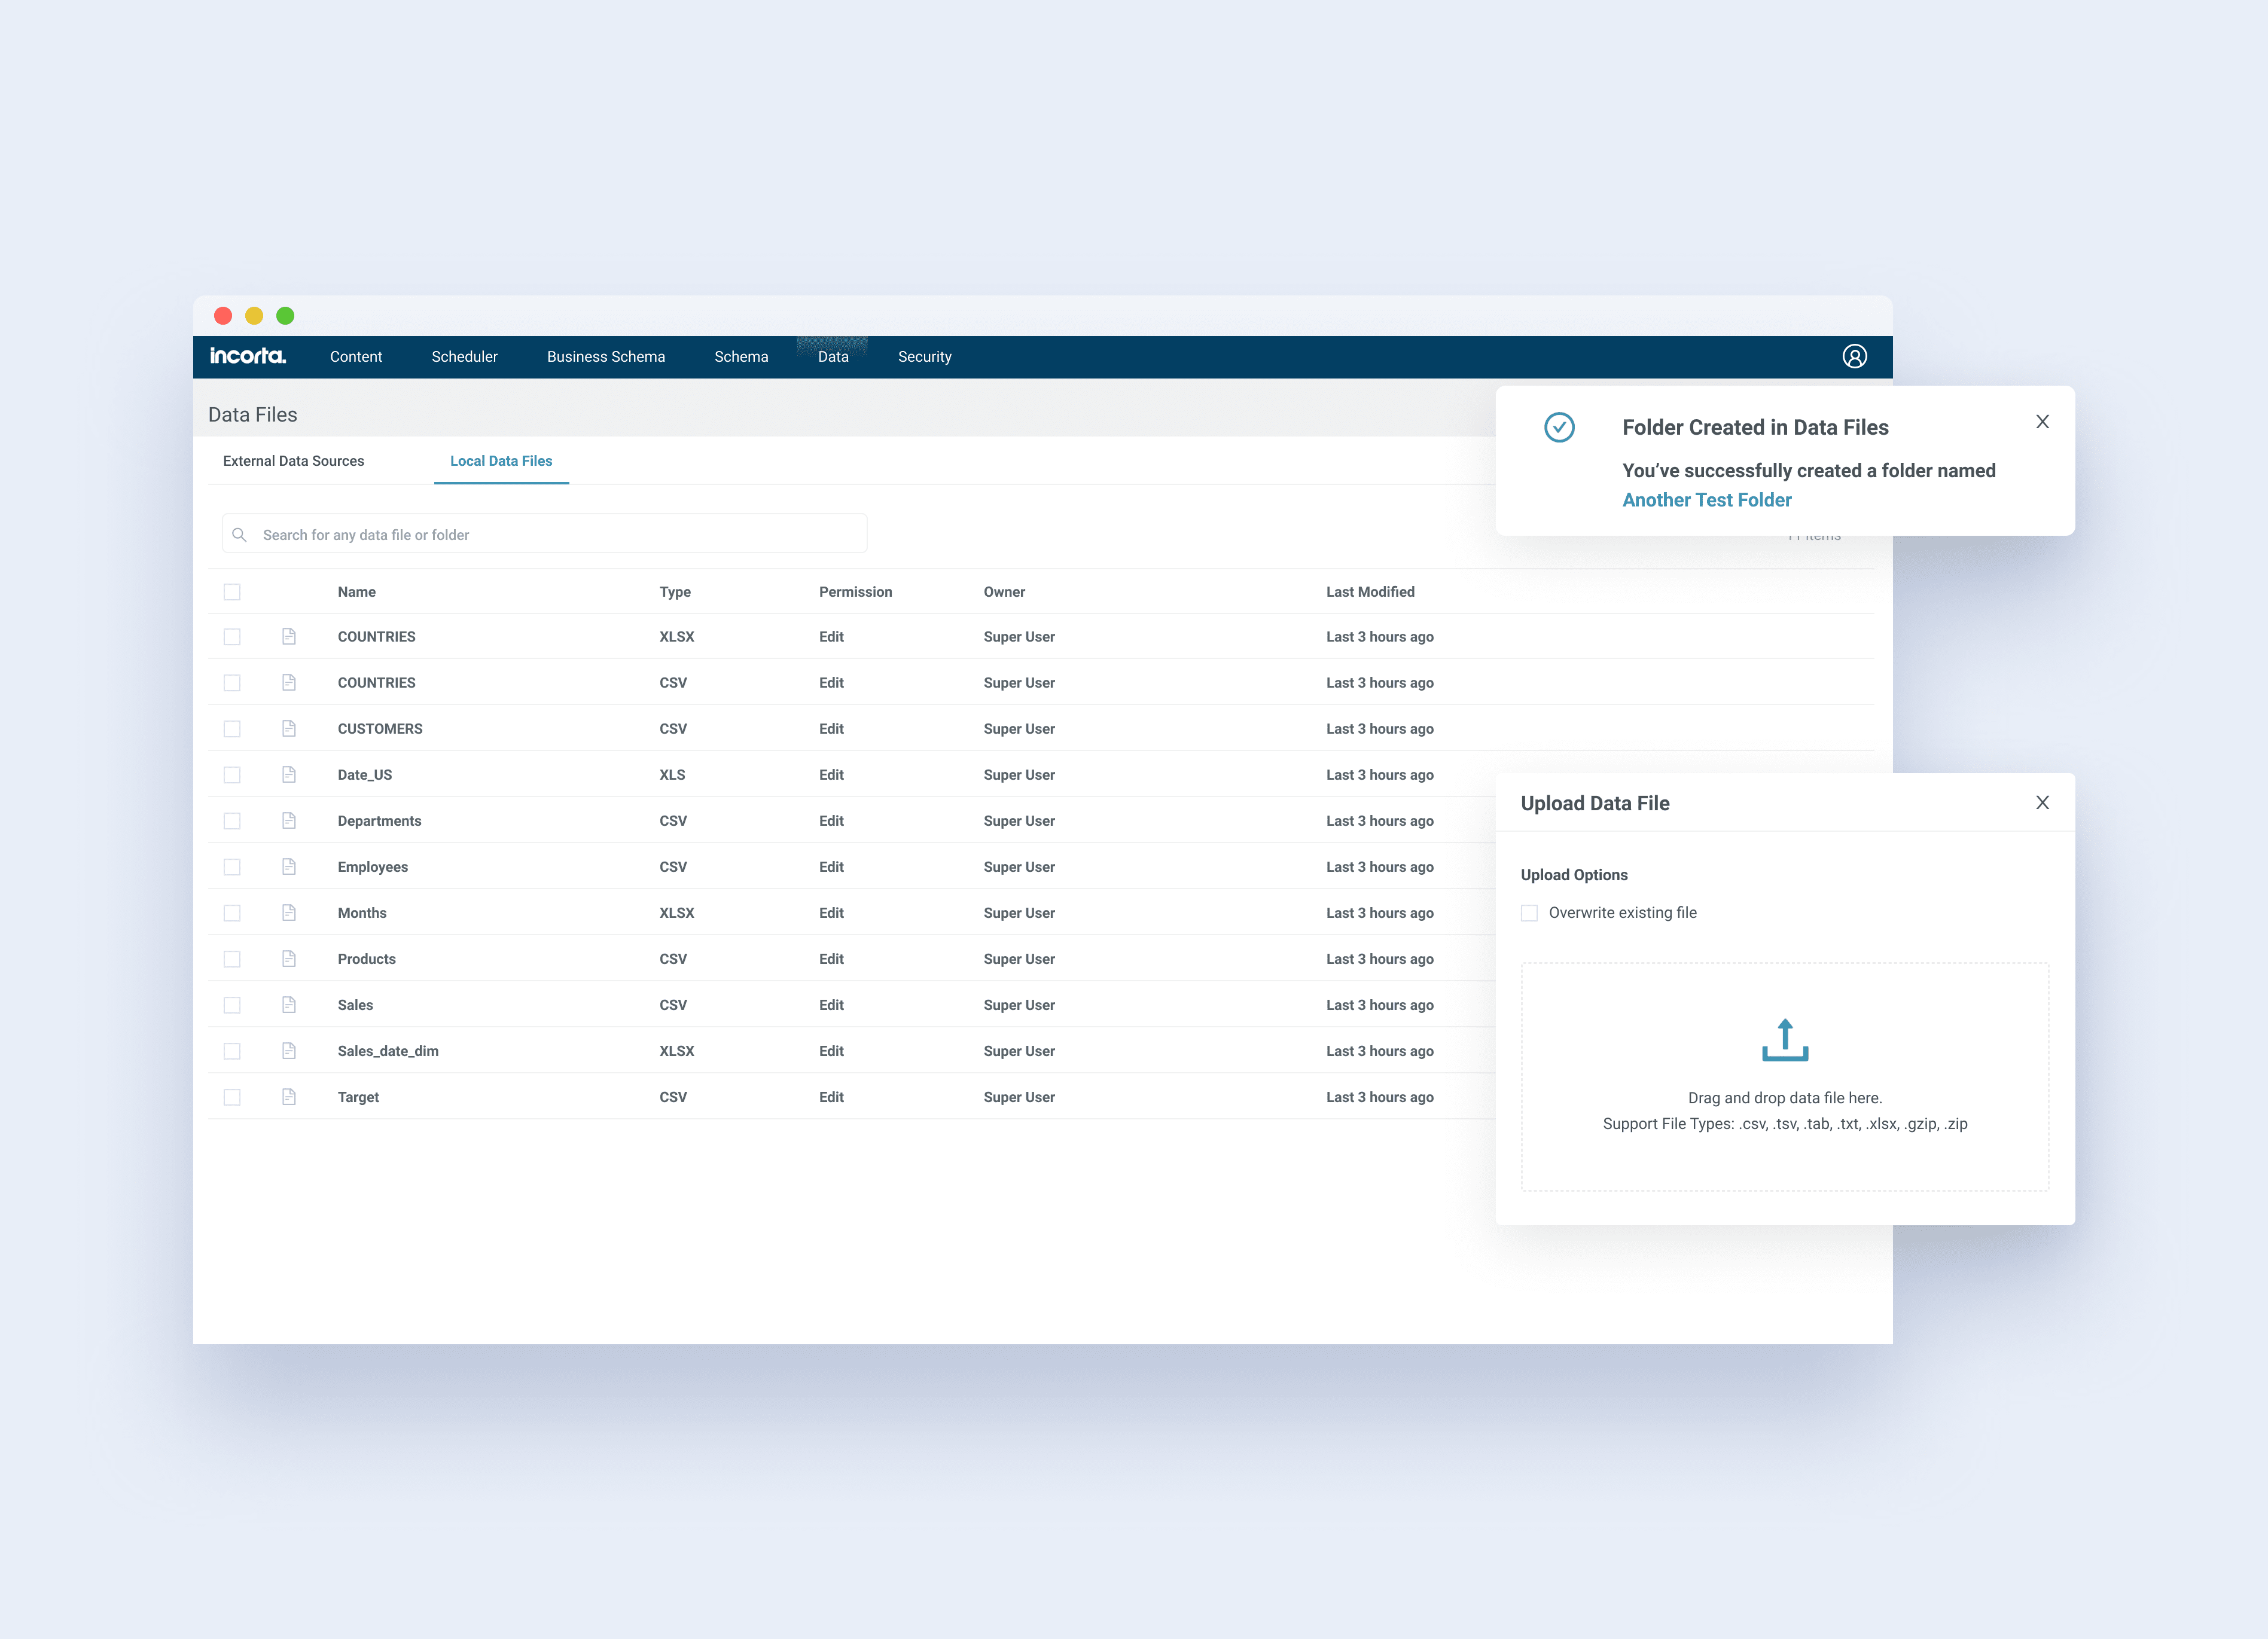 incorta. Content Scheduler Business Schema Schema Data Security
Data Files
External Data Sources Local Data Files
Search for any data file or folder
11 items
Name Type Permission Owner Last Modified
COUNTRIES XLSX Edit Super User Last 3 hours ago
COUNTRIES CSV Edit Super User Last 3 hours ago
CUSTOMERS CSV Edit Super User Last 3 hours ago
Date_US XLS Edit Super User Last 3 hours ago
Departments CSV Edit Super User Last 3 hours ago
Employees CSV Edit Super User Last 3 hours ago
Months XLSX Edit Super User Last 3 hours ago
Products CSV Edit Super User Last 3 hours ago
Sales CSV Edit Super User Last 3 hours ago
Sales_date_dim XLSX Edit Super User Last 3 hours ago
Target CSV Edit Super User Last 3 hours ago
Folder Created in Data Files
You’ve successfully created a folder named
Another Test Folder
Upload Data File
Upload Options
Overwrite existing file
Drag and drop data file here.
Support File Types: .csv, .tsv, .tab, .txt, .xlsx, .gzip, .zip